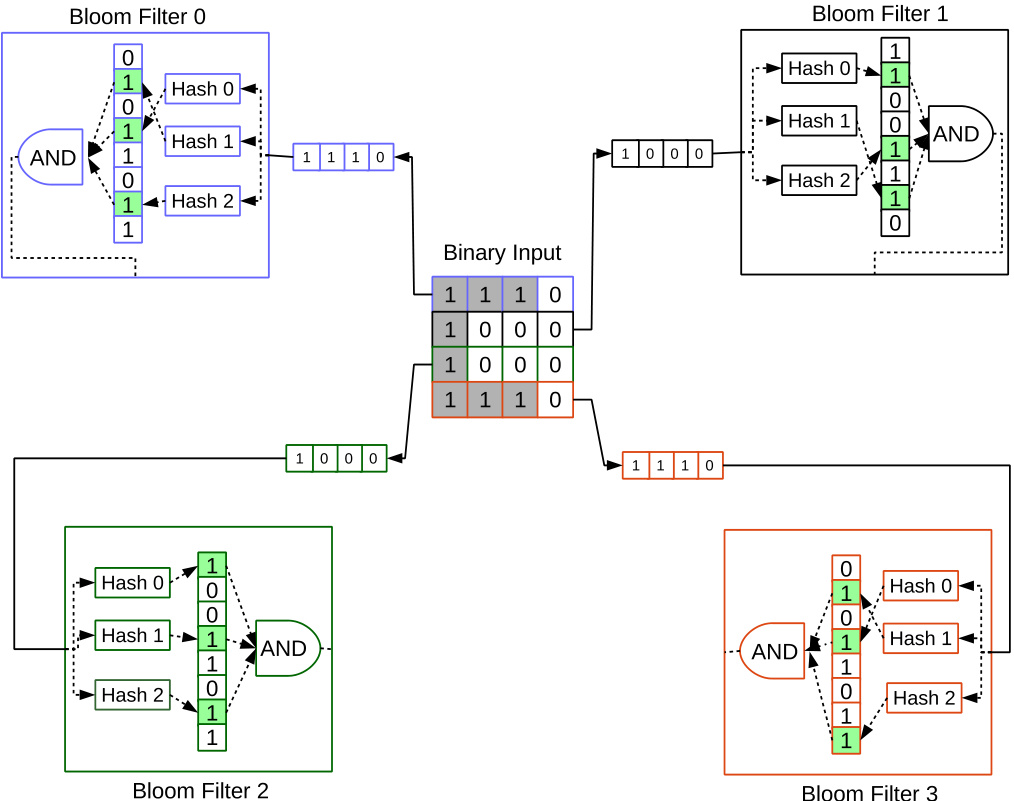 Bloom Filter 0
0
1
0
1
1
0
1
1
Hash 0
Hash 1
Hash 2
AND
1 1 1 0
Bloom Filter 1
Hash 0
Hash 1
Hash 2
1
1
0
0
1
1
1
0
AND
1 0 0 0
Binary Input
1 1 1 0
1 0 0 0
1 0 0 0
1 1 1 0
1 0 0 0
Hash 0
Hash 1
Hash 2
1
0
0
1
1
0
1
1
AND
Bloom Filter 2
1 1 1 0
0
1
0
1
1
0
1
1
Hash 0
Hash 1
Hash 2
AND
Bloom Filter 3